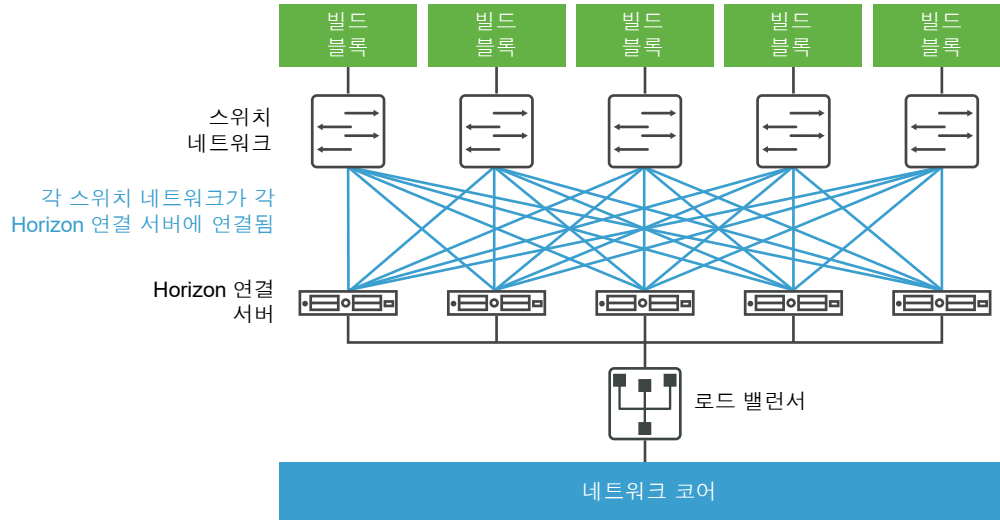 빌드
블록
빌드
블록
빌드
블록
빌드
블록
빌드
블록
스위치
네트워크
각 스위치 네트워크가 각
Horizon 연결 서버에 연결됨
Horizon 연결
서버
로드 밸런서
네트워크 코어